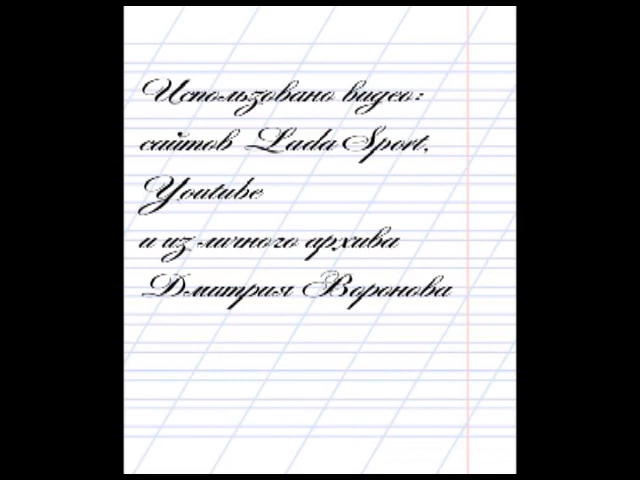 Использовано видео:
сайтов Lada Sport,
Youtube
и из личного архива
Дмитрия Воронова